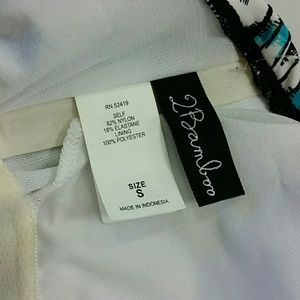 RN 52419
SELF
82% NYLON
18% ELASTANE
LINING
100% POLYESTER
SIZE
S
MADE IN INDONESIA
2Bamboo